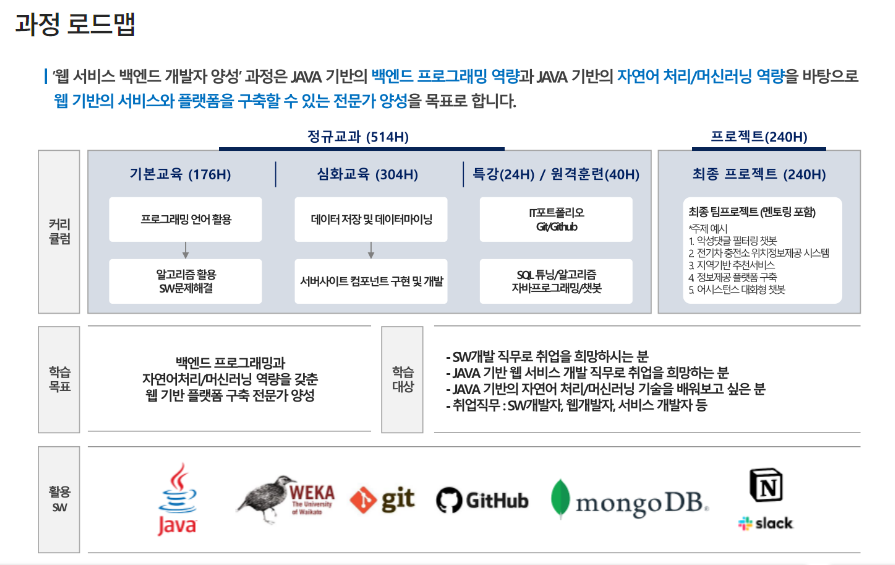 과정 로드맵
'웹 서비스 백엔드 개발자 양성' 과정은 JAVA 기반의 백엔드 프로그래밍 역량과 JAVA 기반의 자연어 처리/머신러닝 역량을 바탕으로
웹 기반의 서비스와 플랫폼을 구축할 수 있는 전문가 양성을 목표로 합니다.
정규교과 (514H)
프로젝트(240H)
커리
큘럼
기본교육 (176H)
심화교육 (304H)
특강(24H) / 원격훈련(40H)
최종 프로젝트 (240H)
프로그래밍 언어 활용
알고리즘 활용
SW문제해결
데이터 저장 및 데이터마이닝
서버사이트 컴포넌트 구현 및 개발
IT포트폴리오
Git/Github
SQL 튜닝/알고리즘
자바프로그래밍/챗봇
최종 팀프로젝트 (멘토링 포함)
*주제 예시
1. 악성댓글 필터링 챗봇
2. 전기차 충전소 위치정보제공 시스템
3. 지역기반 추천서비스
4. 정보제공 플랫폼 구축
5. 어시스턴스 대화형 챗봇
학습
목표
백엔드 프로그래밍과
자연어처리/머신러닝 역량을 갖춘
웹 기반 플랫폼 구축 전문가 양성
학습
대상
- SW개발 직무로 취업을 희망하시는 분
- JAVA 기반 웹 서비스 개발 직무로 취업을 희망하는 분
- JAVA 기반의 자연어 처리/머신러닝 기술을 배워보고 싶은 분
- 취업직무 : SW개발자, 웹개발자, 서비스 개발자 등
활용
SW
Java
WEKA
The University
of Waikato
git
GitHub
mongoDB®
N
slack